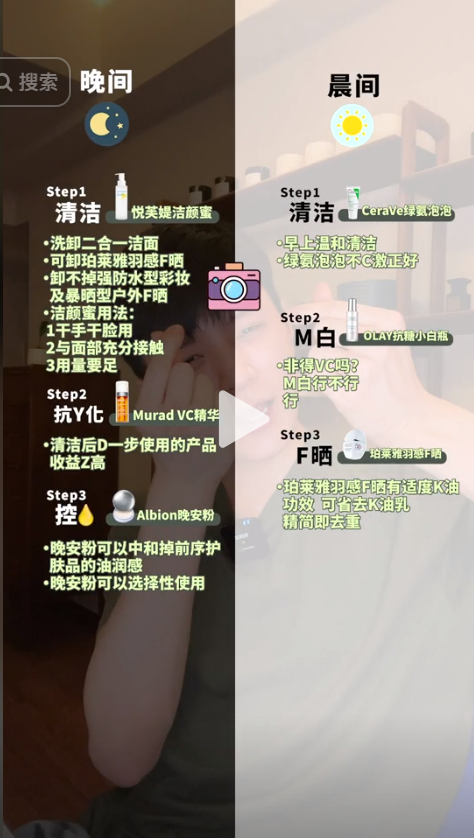 搜索
晚间
Step1
清洁
悦芙媞洁颜蜜
•洗卸二合一洁面
•可卸珀莱雅羽感F晒
•卸不掉强防水型彩妆
及暴晒型户外F晒
•洁颜蜜用法：
1干手干脸用
2与面部充分接触
3用量要足
Step2
抗Y化
Murad VC精华
•清洁后D一步使用的产品
收益Z高
Step3
控
Albion晚安粉
•晚安粉可以中和掉前序护
肤品的油润感
•晚安粉可以选择性使用
晨间
Step1
清洁
CeraVe绿氨泡泡
•早上温和清洁
•绿氨泡泡不C激正好
Step2
M白
OLAY抗糖小白瓶
•非得VC吗?
M白行不行
行
Step3
F晒
珀莱雅羽感F晒
•珀莱雅羽感F晒有适度K油
功效 可省去K油乳
精简即去重